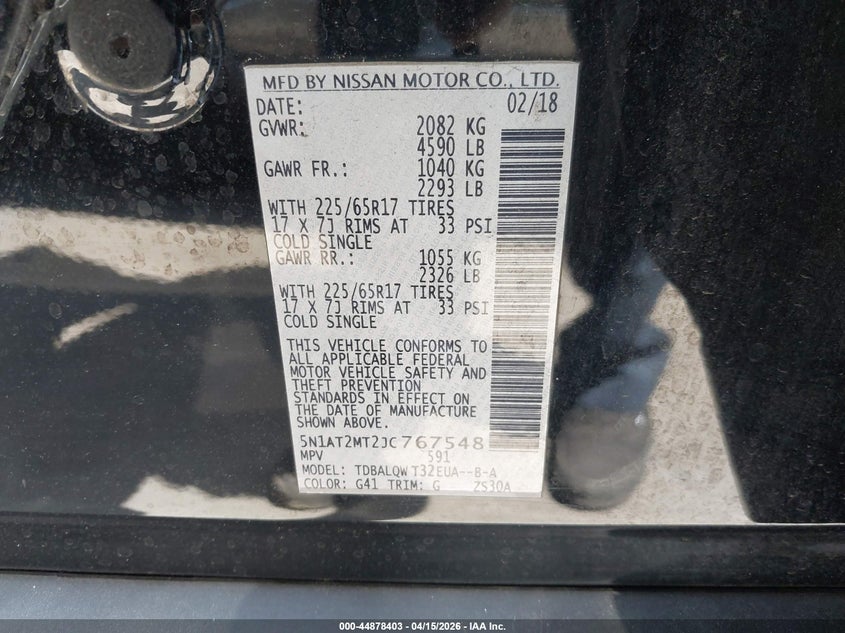 MFD BY NISSAN MOTOR CO., LTD.
DATE: 02/18
GVWR: 2082 KG
4590 LB
GAWR FR.: 1040 KG
2293 LB
WITH 225/65R17 TIRES
17 X 7J RIMS AT 33 PSI
COLD SINGLE
GAWR RR.: 1055 KG
2326 LB
WITH 225/65R17 TIRES
17 X 7J RIMS AT 33 PSI
COLD SINGLE
THIS VEHICLE CONFORMS TO
ALL APPLICABLE FEDERAL
MOTOR VEHICLE SAFETY AND
THEFT PREVENTION
STANDARDS IN EFFECT ON
THE DATE OF MANUFACTURE
SHOWN ABOVE.
5N1AT2MT2JC767548
MPV 591
MODEL: TDBALQW T32EUA--B-A
COLOR: G41 TRIM: G ZS30A
000-44878403 - 04/15/2026 - IAA Inc.